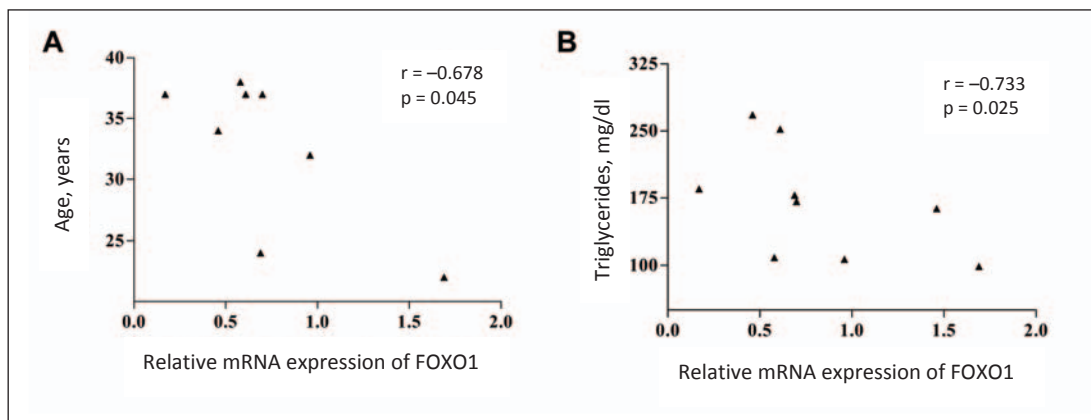 A
r = –0.678
p = 0.045
Age, years
40
35
30
25
0.0 0.5 1.0 1.5 2.0
Relative mRNA expression of FOXO1
B
r = –0.733
p = 0.025
Triglycerides, mg/dl
325
250
175
100
0.0 0.5 1.0 1.5 2.0
Relative mRNA expression of FOXO1